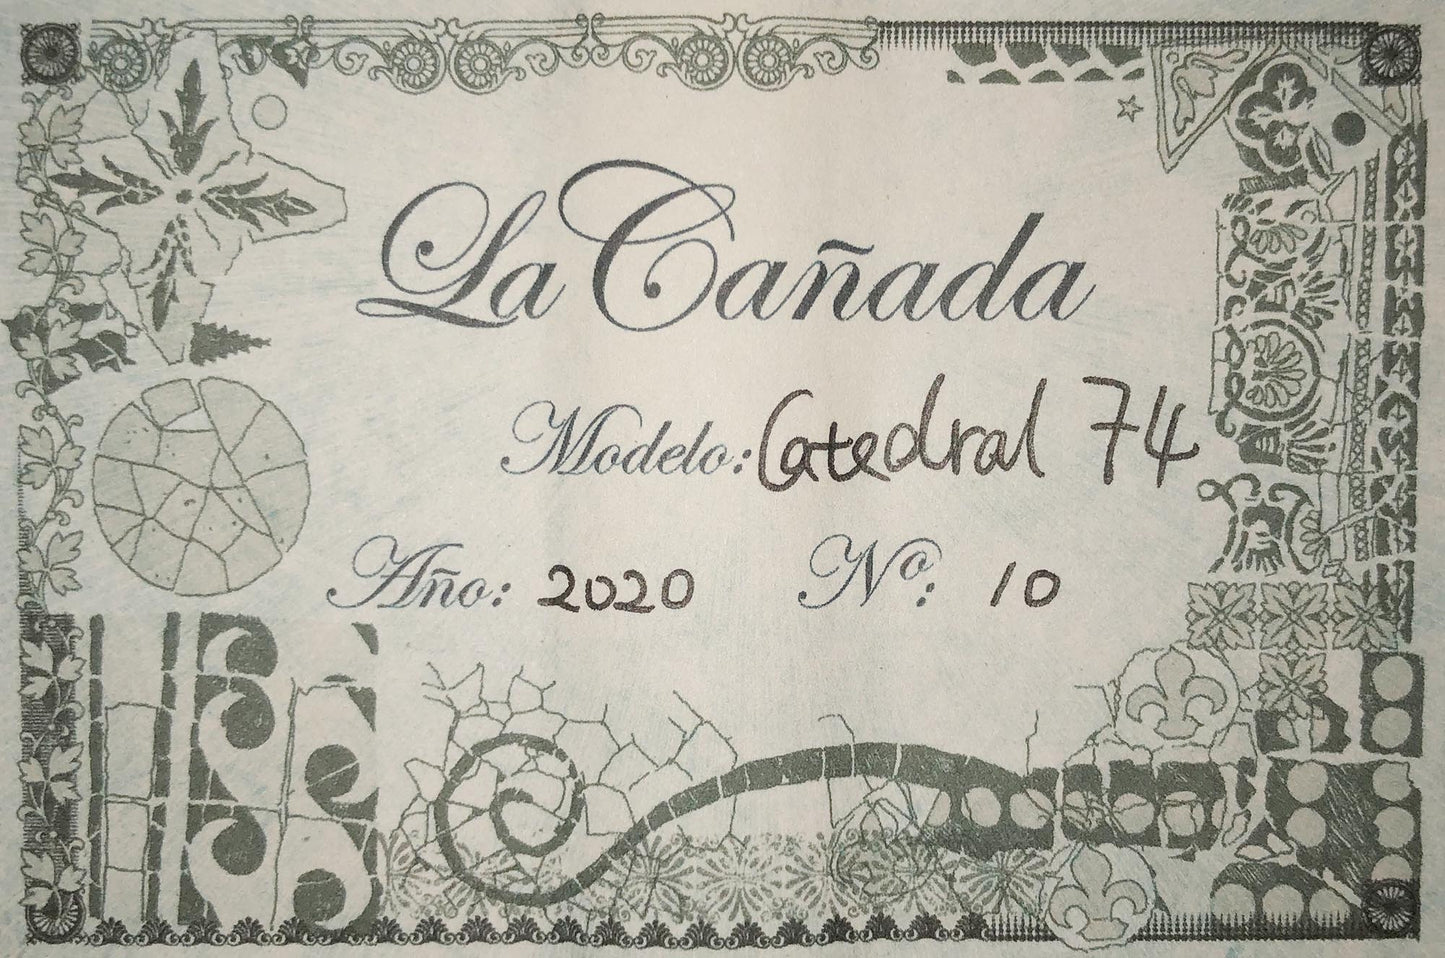 La Cañada
Modelo: Catedral 74
Año: 2020 Nº: 10